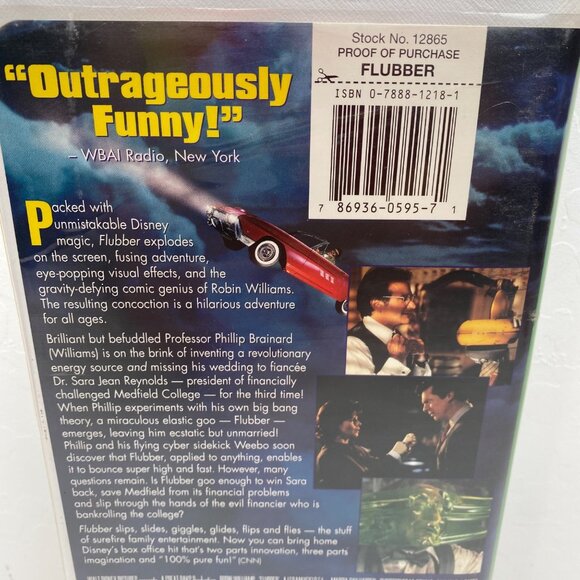 Stock No. 12865
PROOF OF PURCHASE
FLUBBER
ISBN 0-7888-1218-1
7 86936-0595-7 1
“Outrageously
Funny!”
– WBAI Radio, New York
Packed with
unmistakable Disney
magic, Flubber explodes
on the screen, fusing adventure,
eye-popping visual effects, and the
gravity-defying comic genius of Robin Williams.
The resulting concoction is a hilarious adventure
for all ages.
Brilliant but befuddled Professor Phillip Brainard
(Williams) is on the brink of inventing a revolutionary
energy source and missing his wedding to fiancée
Dr. Sara Jean Reynolds — president of financially
challenged Medfield College — for the third time!
When Phillip experiments with his own big bang
theory, a miraculous elastic goo — Flubber —
emerges, leaving him ecstatic but unmarried!
Phillip and his flying cyber sidekick Weebo soon
discover that Flubber, applied to anything, enables
it to bounce super high and fast. However, many
questions remain. Is Flubber goo enough to win Sara
back, save Medfield from its financial problems
and slip through the hands of the evil financier who is
bankrolling the college?
Flubber slips, slides, giggles, glides, flips and flies — the stuff
of surefire family entertainment. Now you can bring home
Disney's box office hit that's two parts innovation, three parts
imagination and "100% pure fun!" (CNN)